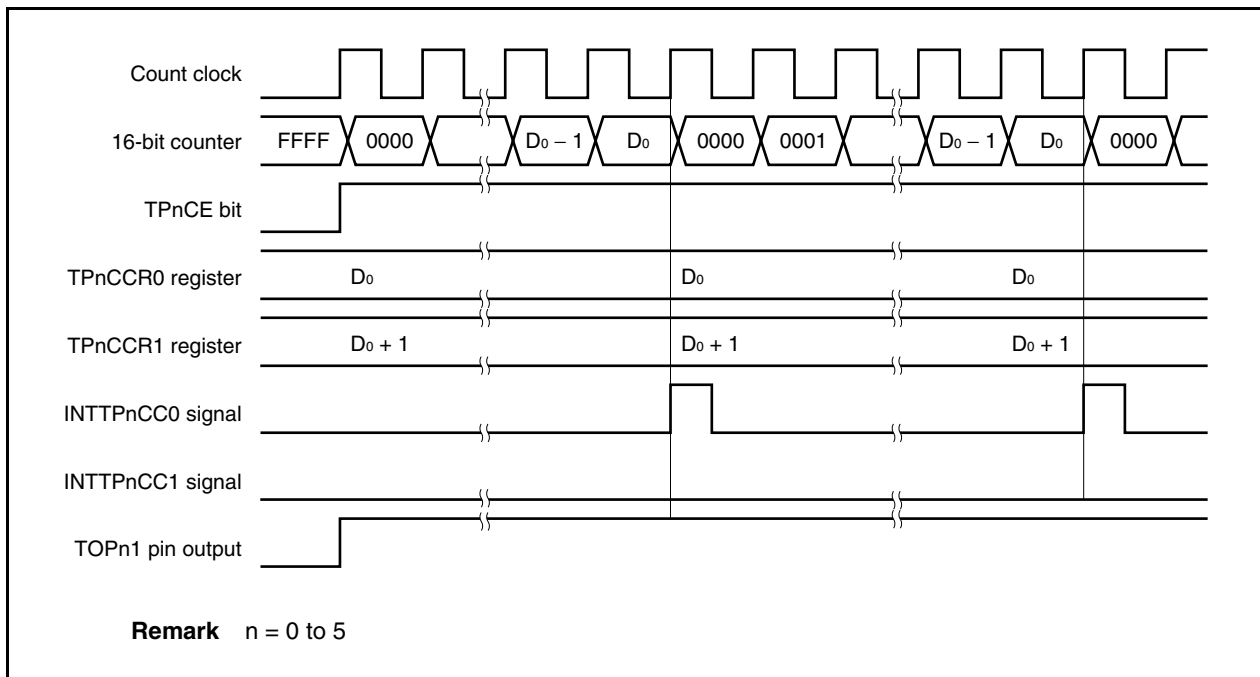 Count clock
16-bit counter FFFF 0000 D₀ − 1 D₀ 0000 0001 D₀ − 1 D₀ 0000
TPnCE bit
TPnCCR0 register D₀ D₀ D₀
TPnCCR1 register D₀ + 1 D₀ + 1 D₀ + 1
INTTPnCC0 signal
INTTPnCC1 signal
TOPn1 pin output
Remark n = 0 to 5